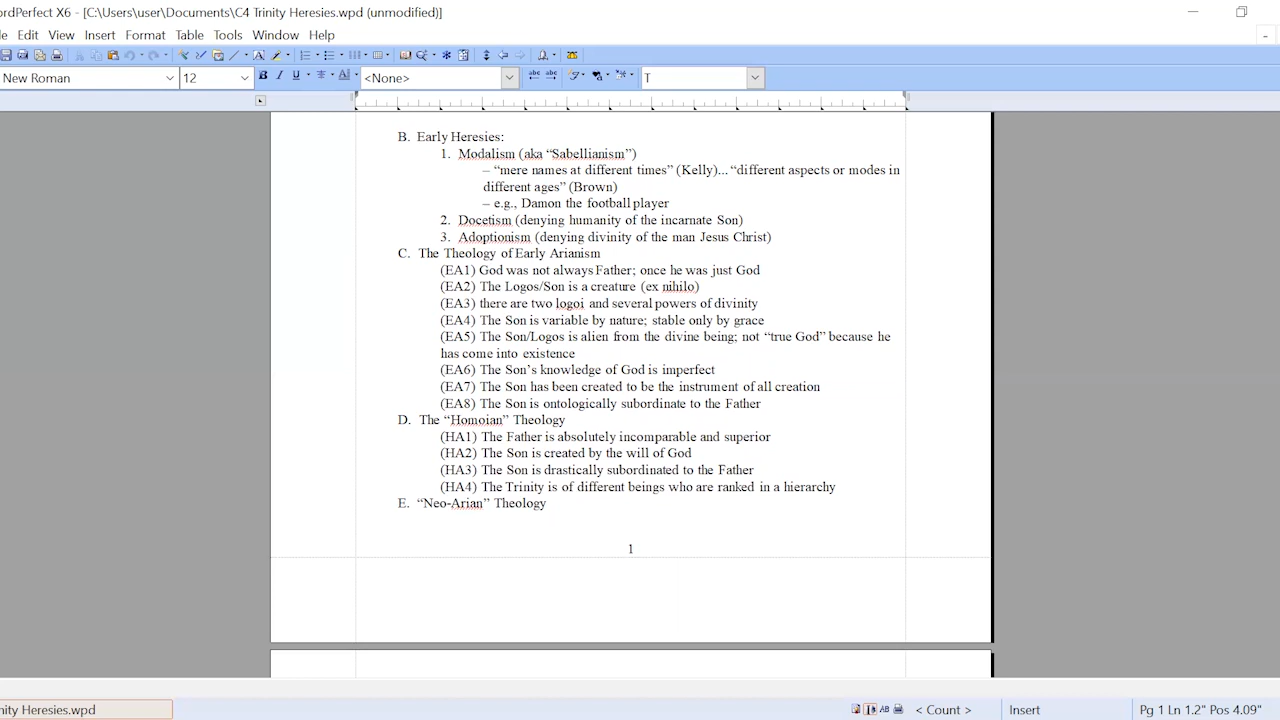 ordPerfect X6 - [C:\Users\user\Documents\C4 Trinity Heresies.wpd (unmodified)]
le Edit View Insert Format Table Tools Window Help
New Roman 12 <None> T
B. Early Heresies:
1. Modalism (aka “Sabellianism”)
– “mere names at different times” (Kelly)... “different aspects or modes in
different ages” (Brown)
– e.g., Damon the football player
2. Docetism (denying humanity of the incarnate Son)
3. Adoptionism (denying divinity of the man Jesus Christ)
C. The Theology of Early Arianism
(EA1) God was not always Father; once he was just God
(EA2) The Logos/Son is a creature (ex nihilo)
(EA3) there are two logoi and several powers of divinity
(EA4) The Son is variable by nature; stable only by grace
(EA5) The Son/Logos is alien from the divine being; not “true God” because he
has come into existence
(EA6) The Son’s knowledge of God is imperfect
(EA7) The Son has been created to be the instrument of all creation
(EA8) The Son is ontologically subordinate to the Father
D. The “Homoian” Theology
(HA1) The Father is absolutely incomparable and superior
(HA2) The Son is created by the will of God
(HA3) The Son is drastically subordinated to the Father
(HA4) The Trinity is of different beings who are ranked in a hierarchy
E. “Neo-Arian” Theology
1
nity Heresies.wpd < Count > Insert Pg 1 Ln 1.2" Pos 4.09"